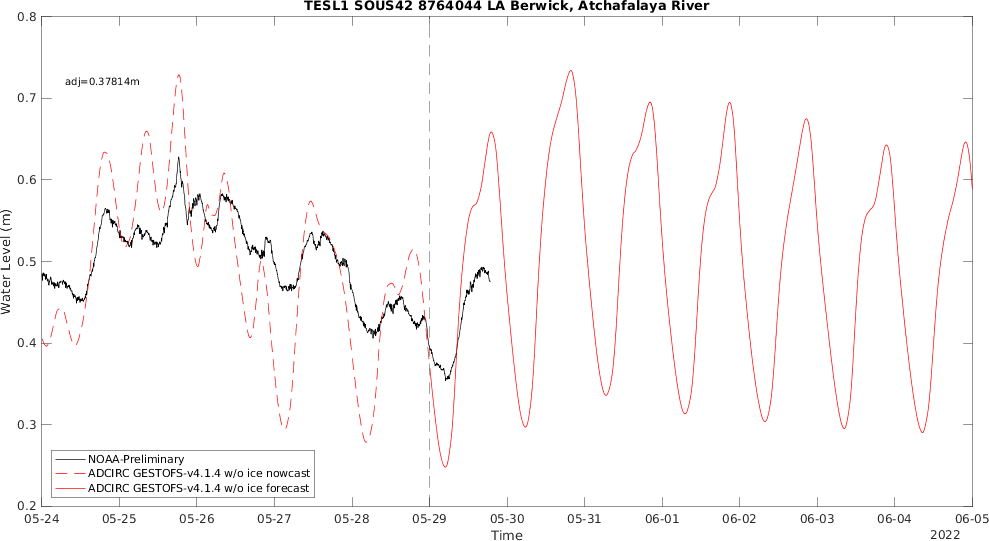 TESL1 SOUS42 8764044 LA Berwick, Atchafalaya River
adj=0.37814m
0.8
0.7
0.6
0.5
0.4
0.3
0.2
Water Level (m)
NOAA-Preliminary
ADCIRC GESTOFS-v4.1.4 w/o ice nowcast
ADCIRC GESTOFS-v4.1.4 w/o ice forecast
05-24 05-25 05-26 05-27 05-28 05-29 05-30 05-31 06-01 06-02 06-03 06-04 06-05
Time
2022